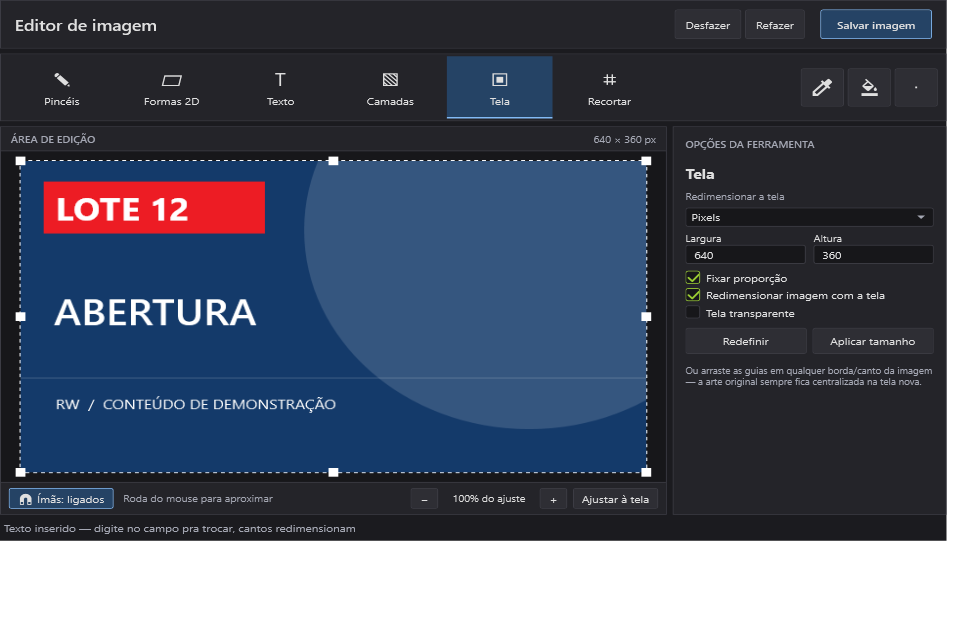 Editor de imagem
Desfazer
Refazer
Salvar imagem
Pincéis
Formas 2D
Texto
Camadas
Tela
Recortar
ÁREA DE EDIÇÃO
640 × 360 px
LOTE 12
ABERTURA
RW / CONTEÚDO DE DEMONSTRAÇÃO
Ímãs: ligados
Roda do mouse para aproximar
−
100% do ajuste
+
Ajustar à tela
OPÇÕES DA FERRAMENTA
Tela
Redimensionar a tela
Pixels
Largura
Altura
640
360
Fixar proporção
Redimensionar imagem com a tela
Tela transparente
Redefinir
Aplicar tamanho
Ou arraste as guias em qualquer borda/canto da imagem
— a arte original sempre fica centralizada na tela nova.
Texto inserido — digite no campo pra trocar, cantos redimensionam